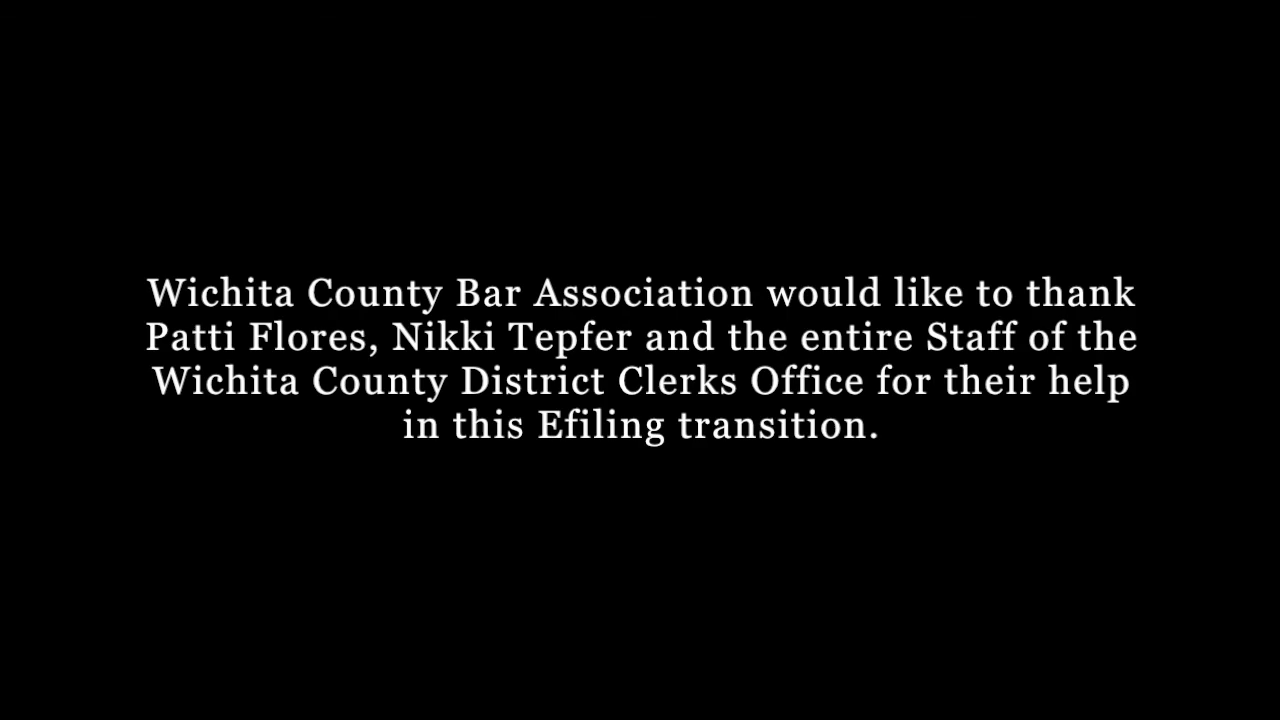 Wichita County Bar Association would like to thank
Patti Flores, Nikki Tepfer and the entire Staff of the
Wichita County District Clerks Office for their help
in this Efiling transition.